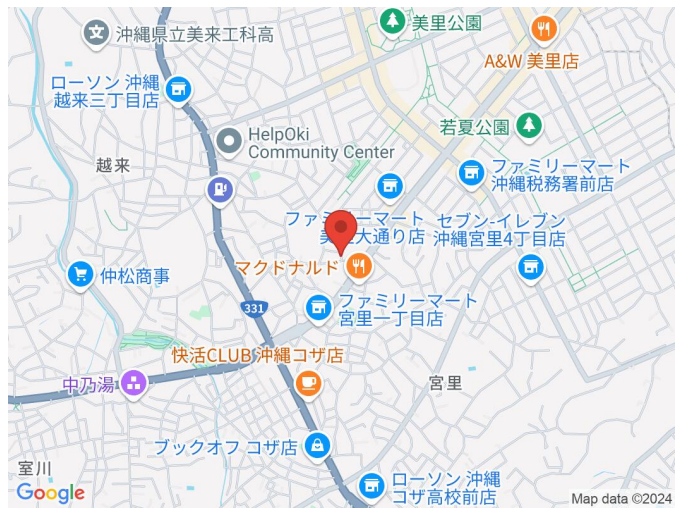 美里公園
沖縄県立美来工科高
A&W 美里店
ローソン 沖縄
越来三丁目店
若夏公園
HelpOki
Community Center
越来
ファミリーマート
沖縄税務署前店
ファミリーマート
大通り店
セブン-イレブン
沖縄宮里4丁目店
マクドナルド
仲松商事
331
ファミリーマート
宮里一丁目店
快活CLUB 沖縄コザ店
中乃湯
宮里
ブックオフ コザ店
室川
ローソン 沖縄
コザ高校前店
Google
Map data ©2024